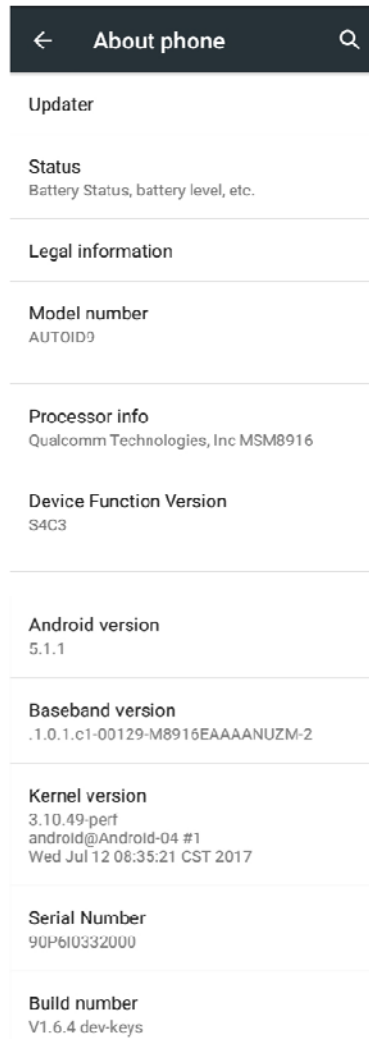 About phone
Updater
Status
Battery Status, battery level, etc.
Legal information
Model number
AUTOID9
Processor info
Qualcomm Technologies, Inc MSM8916
Device Function Version
S4C3
Android version
5.1.1
Baseband version
.1.0.1.c1-00129-M8916EAAAANUZM-2
Kernel version
3.10.49-perf
android@Android-04 #1
Wed Jul 12 08:35:21 CST 2017
Serial Number
90P6I0332000
Build number
V1.6.4 dev-keys